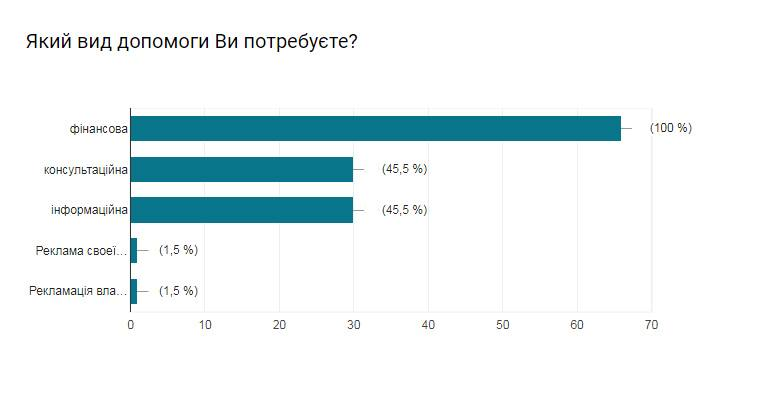 Який вид допомоги Ви потребуєте?
фінансова (100 %)
консультаційна (45,5 %)
інформаційна (45,5 %)
Реклама своєї… (1,5 %)
Рекламація вла… (1,5 %)
0 10 20 30 40 50 60 70